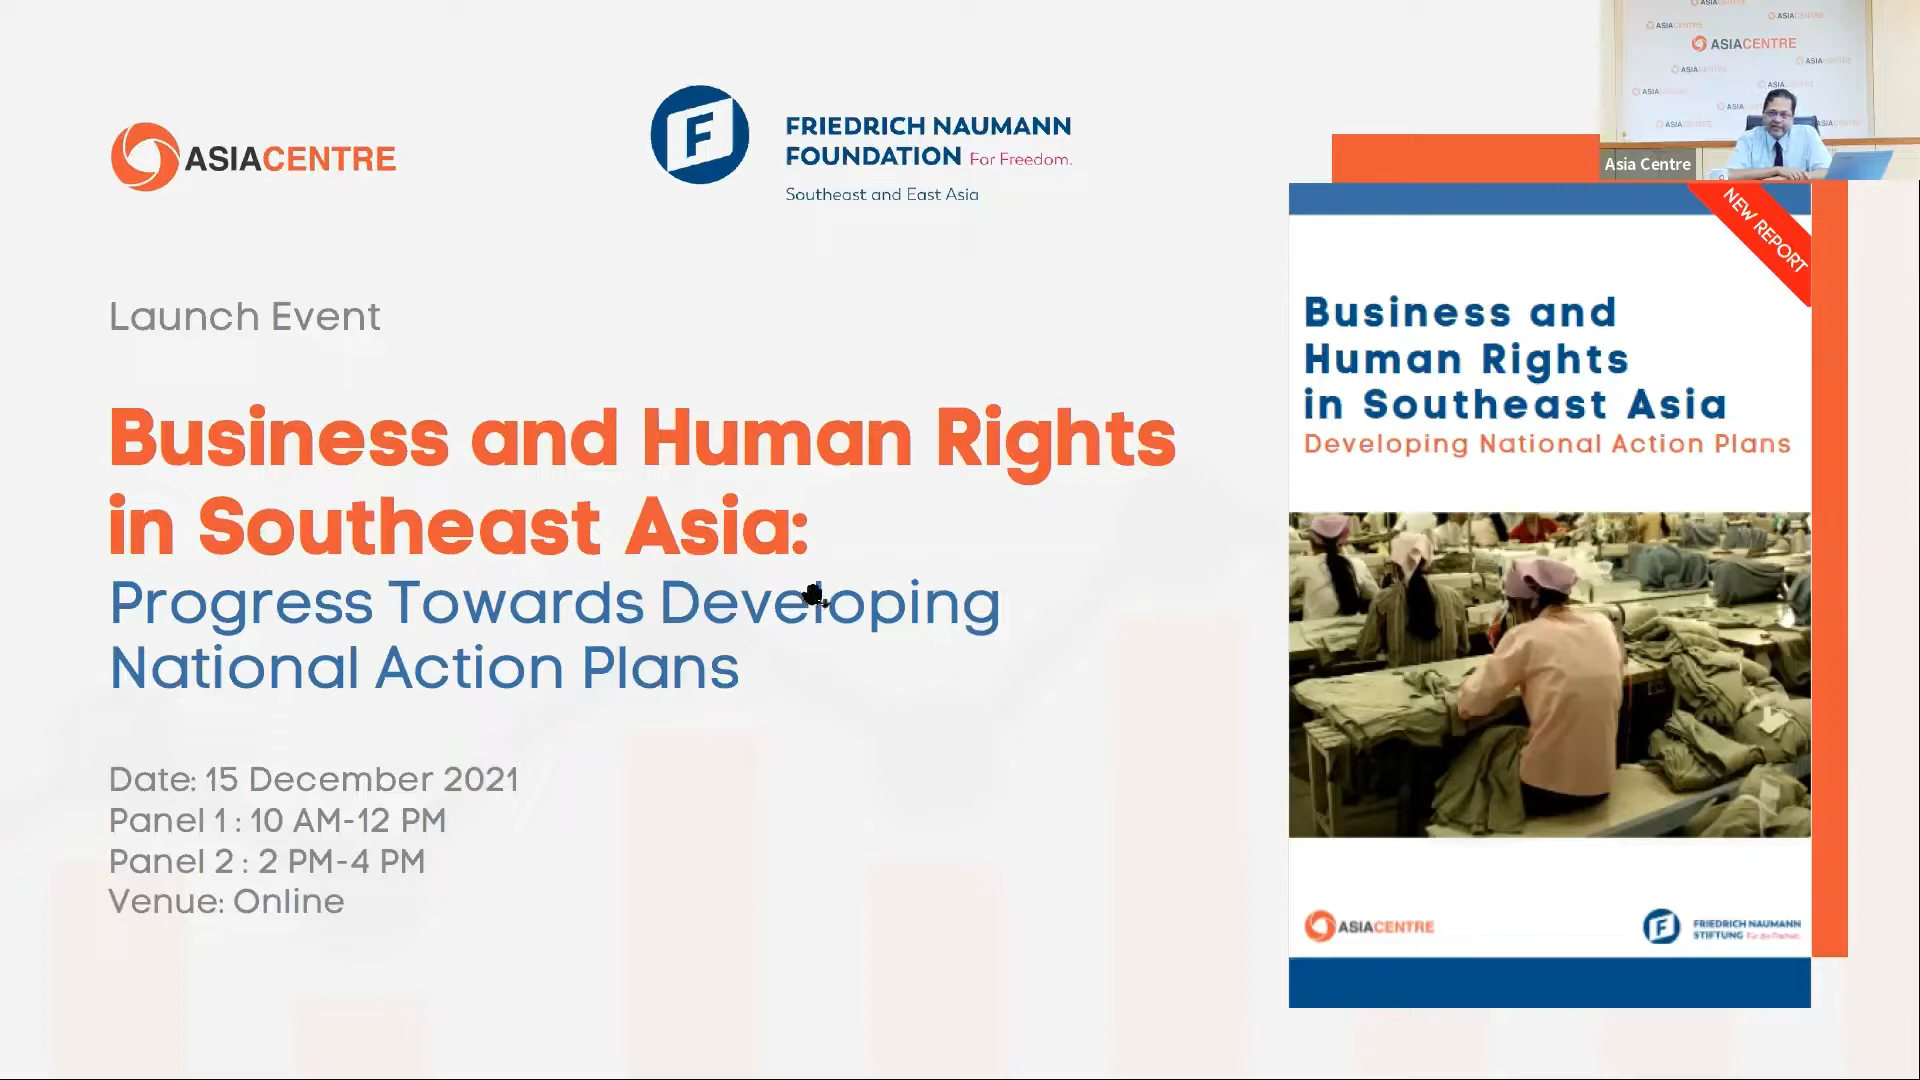 ASIACENTRE
FRIEDRICH NAUMANN
FOUNDATION For Freedom.
Southeast and East Asia
Launch Event
Business and Human Rights
in Southeast Asia:
Progress Towards Developing
National Action Plans
Date: 15 December 2021
Panel 1 : 10 AM-12 PM
Panel 2 : 2 PM-4 PM
Venue: Online
ASIACENTRE
Asia Centre
NEW REPORT
Business and
Human Rights
in Southeast Asia
Developing National Action Plans
ASIACENTRE
FRIEDRICH NAUMANN
STIFTUNG Für die Freiheit.